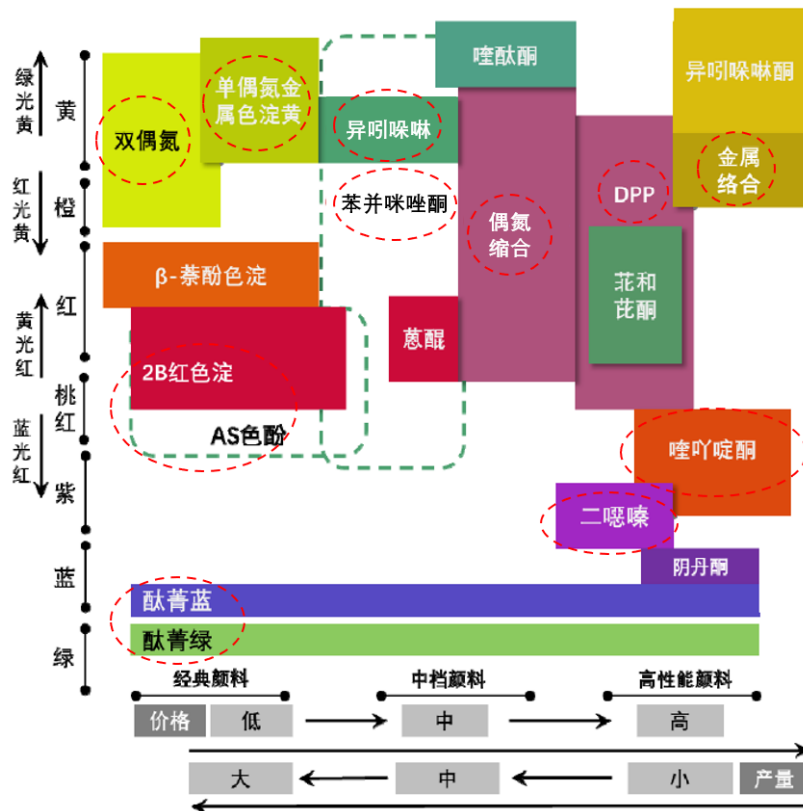 绿光黄
红光黄
黄光红
蓝光红
黄
橙
红
桃红
紫
蓝
绿
双偶氮
单偶氮金
属色淀黄
异吲哚啉
喹酞酮
异吲哚啉酮
金属
络合
苯并咪唑酮
偶氮
缩合
DPP
苝和
芘酮
β-萘酚色淀
2B红色淀
AS色酚
蒽醌
喹吖啶酮
二噁嗪
阴丹酮
酞菁蓝
酞菁绿
经典颜料
中档颜料
高性能颜料
价格
低
中
高
大
中
小
产量